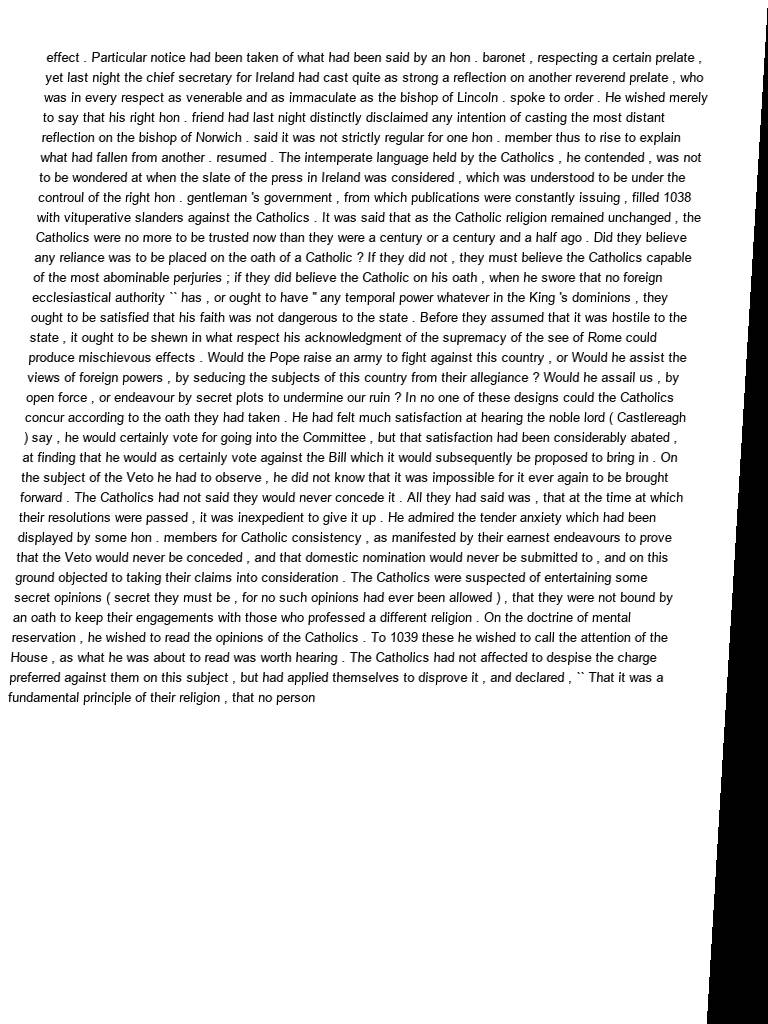 effect . Particular notice had been taken of what had been said by an hon . baronet , respecting a certain prelate ,
yet last night the chief secretary for Ireland had cast quite as strong a reflection on another reverend prelate , who
was in every respect as venerable and as immaculate as the bishop of Lincoln . spoke to order . He wished merely
to say that his right hon . friend had last night distinctly disclaimed any intention of casting the most distant
reflection on the bishop of Norwich . said it was not strictly regular for one hon . member thus to rise to explain
what had fallen from another . resumed . The intemperate language held by the Catholics , he contended , was not
to be wondered at when the slate of the press in Ireland was considered , which was understood to be under the
controul of the right hon . gentleman 's government , from which publications were constantly issuing , filled 1038
with vituperative slanders against the Catholics . It was said that as the Catholic religion remained unchanged , the
Catholics were no more to be trusted now than they were a century or a century and a half ago . Did they believe
any reliance was to be placed on the oath of a Catholic ? If they did not , they must believe the Catholics capable
of the most abominable perjuries ; if they did believe the Catholic on his oath , when he swore that no foreign
ecclesiastical authority `` has , or ought to have '' any temporal power whatever in the King 's dominions , they
ought to be satisfied that his faith was not dangerous to the state . Before they assumed that it was hostile to the
state , it ought to be shewn in what respect his acknowledgment of the supremacy of the see of Rome could
produce mischievous effects . Would the Pope raise an army to fight against this country , or Would he assist the
views of foreign powers , by seducing the subjects of this country from their allegiance ? Would he assail us , by
open force , or endeavour by secret plots to undermine our ruin ? In no one of these designs could the Catholics
concur according to the oath they had taken . He had felt much satisfaction at hearing the noble lord ( Castlereagh
) say , he would certainly vote for going into the Committee , but that satisfaction had been considerably abated ,
at finding that he would as certainly vote against the Bill which it would subsequently be proposed to bring in . On
the subject of the Veto he had to observe , he did not know that it was impossible for it ever again to be brought
forward . The Catholics had not said they would never concede it . All they had said was , that at the time at which
their resolutions were passed , it was inexpedient to give it up . He admired the tender anxiety which had been
displayed by some hon . members for Catholic consistency , as manifested by their earnest endeavours to prove
that the Veto would never be conceded , and that domestic nomination would never be submitted to , and on this
ground objected to taking their claims into consideration . The Catholics were suspected of entertaining some
secret opinions ( secret they must be , for no such opinions had ever been allowed ) , that they were not bound by
an oath to keep their engagements with those who professed a different religion . On the doctrine of mental
reservation , he wished to read the opinions of the Catholics . To 1039 these he wished to call the attention of the
House , as what he was about to read was worth hearing . The Catholics had not affected to despise the charge
preferred against them on this subject , but had applied themselves to disprove it , and declared , `` That it was a
fundamental principle of their religion , that no person